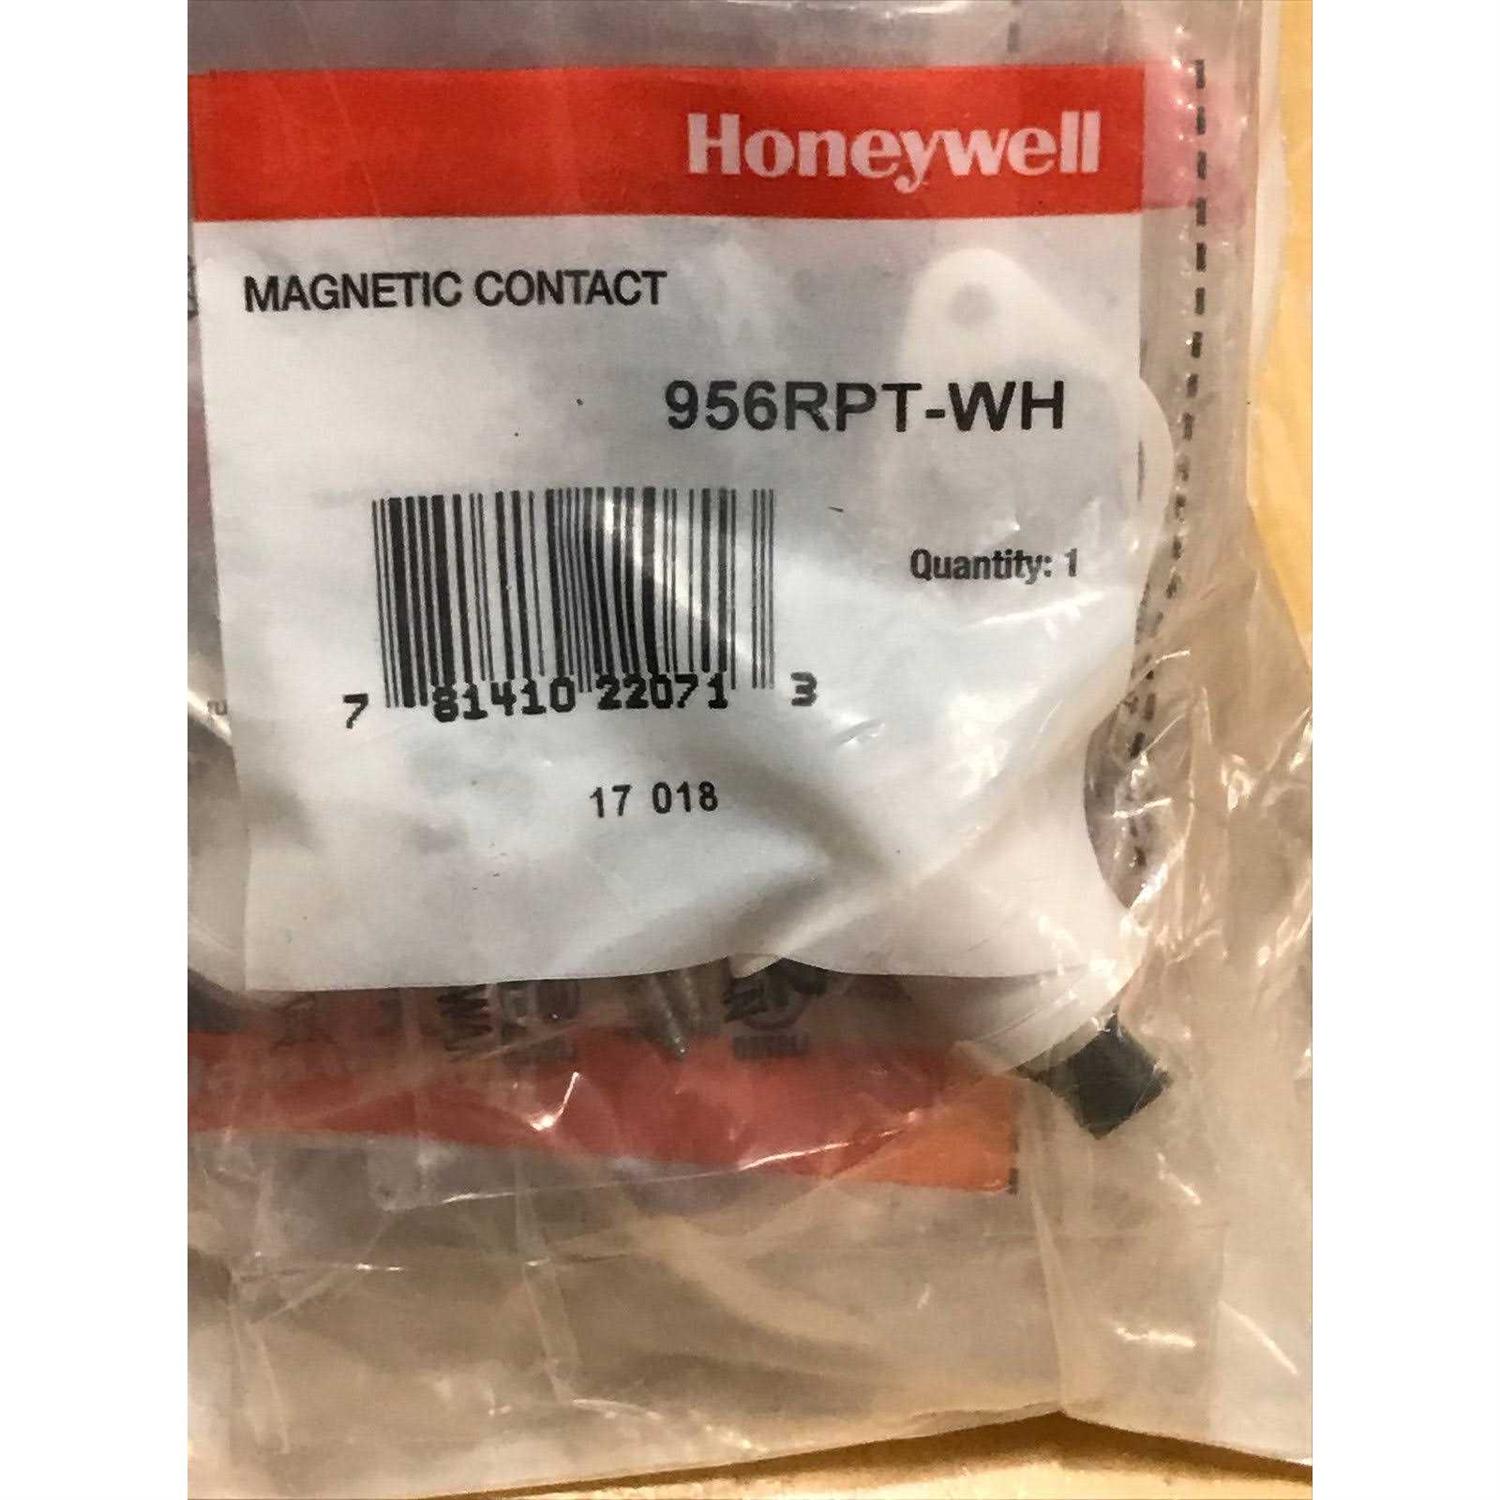 Honeywell
MAGNETIC CONTACT
956RPT-WH
Quantity: 1
7 81410 22071 3
17 018